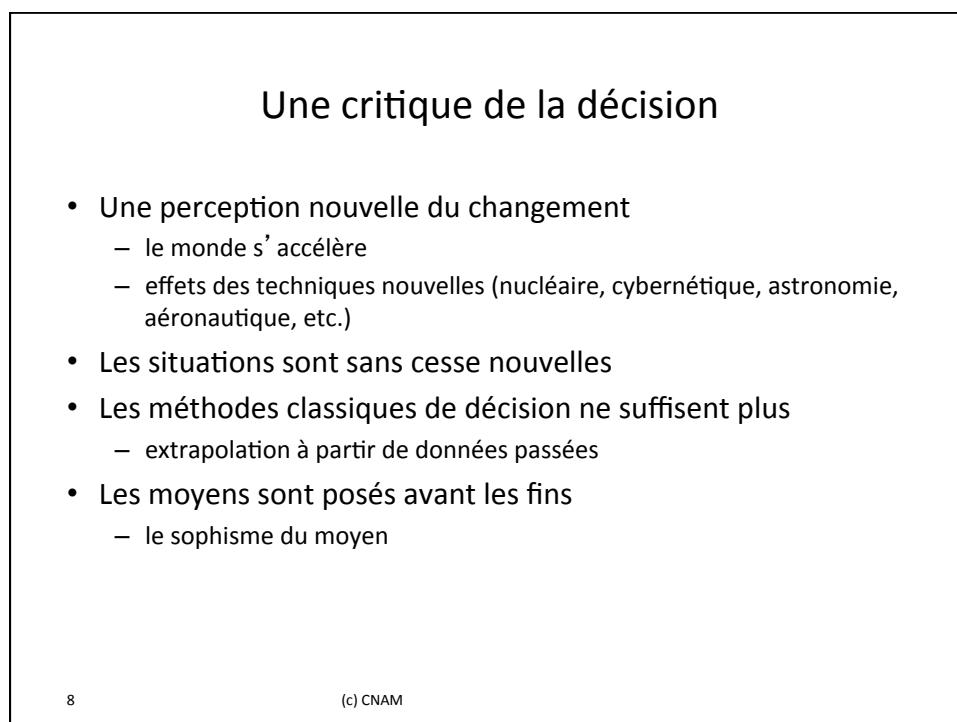 Une critique de la décision
• Une perception nouvelle du changement
– le monde s’accélère
– effets des techniques nouvelles (nucléaire, cybernétique, astronomie,
aéronautique, etc.)
• Les situations sont sans cesse nouvelles
• Les méthodes classiques de décision ne suffisent plus
– extrapolation à partir de données passées
• Les moyens sont posés avant les fins
– le sophisme du moyen
8 (c) CNAM